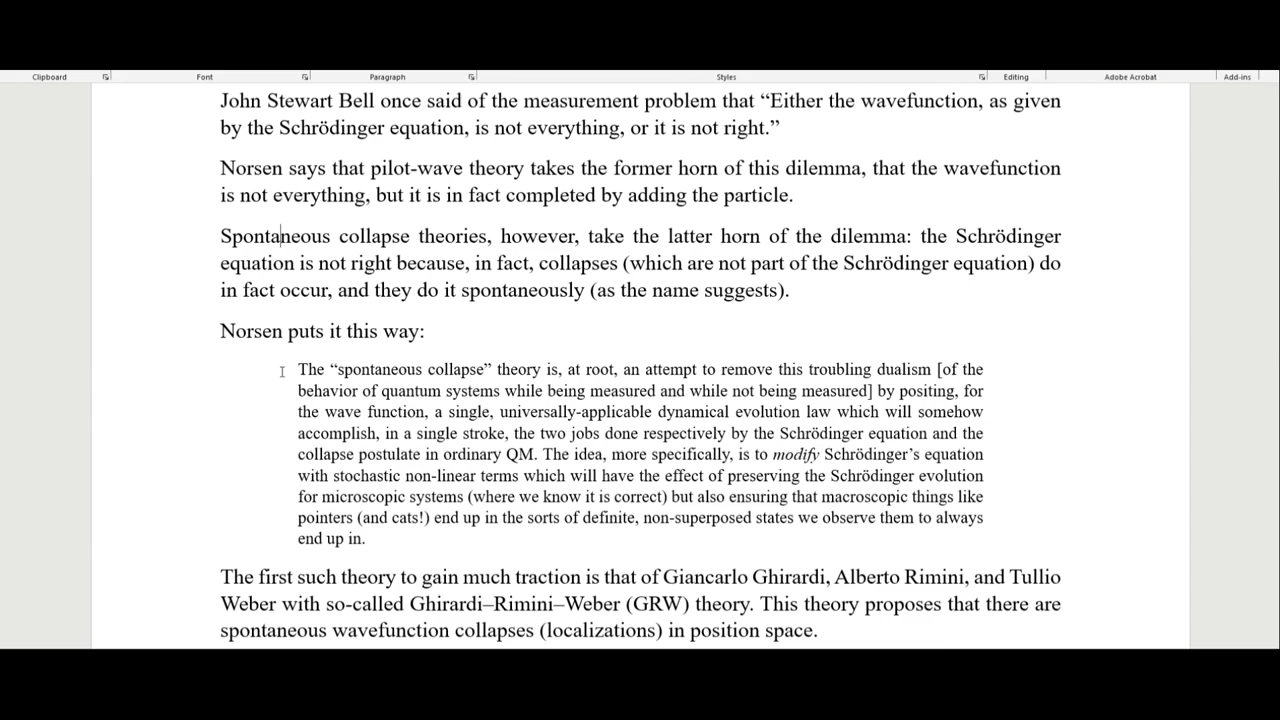 Clipboard Font Paragraph Styles Editing Adobe Acrobat Add-ins
John Stewart Bell once said of the measurement problem that “Either the wavefunction, as given
by the Schrödinger equation, is not everything, or it is not right.”
Norsen says that pilot-wave theory takes the former horn of this dilemma, that the wavefunction
is not everything, but it is in fact completed by adding the particle.
Spontaneous collapse theories, however, take the latter horn of the dilemma: the Schrödinger
equation is not right because, in fact, collapses (which are not part of the Schrödinger equation) do
in fact occur, and they do it spontaneously (as the name suggests).
Norsen puts it this way:
The “spontaneous collapse” theory is, at root, an attempt to remove this troubling dualism [of the
behavior of quantum systems while being measured and while not being measured] by positing, for
the wave function, a single, universally-applicable dynamical evolution law which will somehow
accomplish, in a single stroke, the two jobs done respectively by the Schrödinger equation and the
collapse postulate in ordinary QM. The idea, more specifically, is to modify Schrödinger’s equation
with stochastic non-linear terms which will have the effect of preserving the Schrödinger evolution
for microscopic systems (where we know it is correct) but also ensuring that macroscopic things like
pointers (and cats!) end up in the sorts of definite, non-superposed states we observe them to always
end up in.
The first such theory to gain much traction is that of Giancarlo Ghirardi, Alberto Rimini, and Tullio
Weber with so-called Ghirardi–Rimini–Weber (GRW) theory. This theory proposes that there are
spontaneous wavefunction collapses (localizations) in position space.